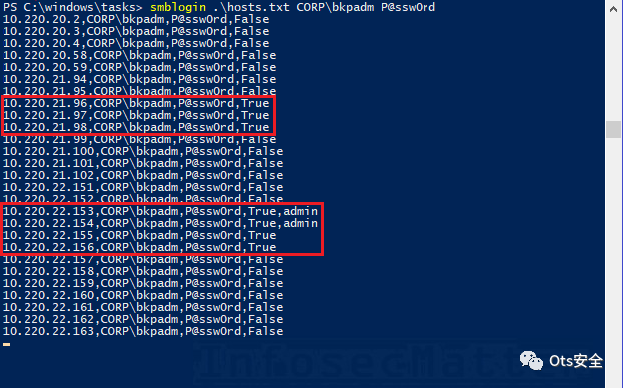 PS C:\windows\tasks> smblogin .\hosts.txt CORP\bkpadm P@ssw0rd
10.220.20.2,CORP\bkpadm,P@ssw0rd,False
10.220.20.3,CORP\bkpadm,P@ssw0rd,False
10.220.20.4,CORP\bkpadm,P@ssw0rd,False
10.220.20.58,CORP\bkpadm,P@ssw0rd,False
10.220.20.59,CORP\bkpadm,P@ssw0rd,False
10.220.21.94,CORP\bkpadm,P@ssw0rd,False
10.220.21.95,CORP\bkpadm,P@ssw0rd,False
10.220.21.96,CORP\bkpadm,P@ssw0rd,True
10.220.21.97,CORP\bkpadm,P@ssw0rd,True
10.220.21.98,CORP\bkpadm,P@ssw0rd,True
10.220.21.99,CORP\bkpadm,P@ssw0rd,False
10.220.21.100,CORP\bkpadm,P@ssw0rd,False
10.220.21.101,CORP\bkpadm,P@ssw0rd,False
10.220.21.102,CORP\bkpadm,P@ssw0rd,False
10.220.22.151,CORP\bkpadm,P@ssw0rd,False
10.220.22.152,CORP\bkpadm,P@ssw0rd,False
10.220.22.153,CORP\bkpadm,P@ssw0rd,True,admin
10.220.22.154,CORP\bkpadm,P@ssw0rd,True,admin
10.220.22.155,CORP\bkpadm,P@ssw0rd,True
10.220.22.156,CORP\bkpadm,P@ssw0rd,True
10.220.22.157,CORP\bkpadm,P@ssw0rd,False
10.220.22.158,CORP\bkpadm,P@ssw0rd,False
10.220.22.159,CORP\bkpadm,P@ssw0rd,False
10.220.22.160,CORP\bkpadm,P@ssw0rd,False
10.220.22.161,CORP\bkpadm,P@ssw0rd,False
10.220.22.162,CORP\bkpadm,P@ssw0rd,False
10.220.22.163,CORP\bkpadm,P@ssw0rd,False
Ots安全